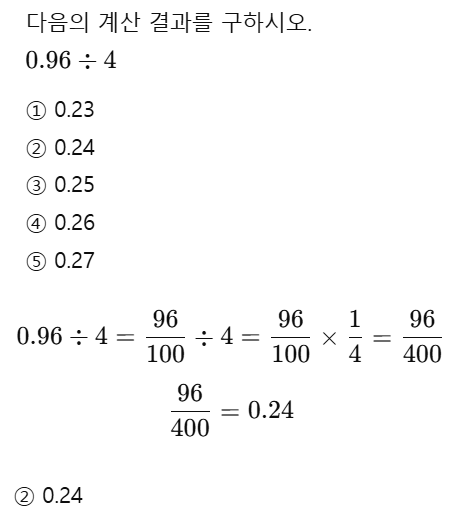 다음의 계산 결과를 구하시오.
0.96 ÷ 4
① 0.23
② 0.24
③ 0.25
④ 0.26
⑤ 0.27
0.96 ÷ 4 = 96/100 ÷ 4 = 96/100 × 1/4 = 96/400
96/400 = 0.24
② 0.24